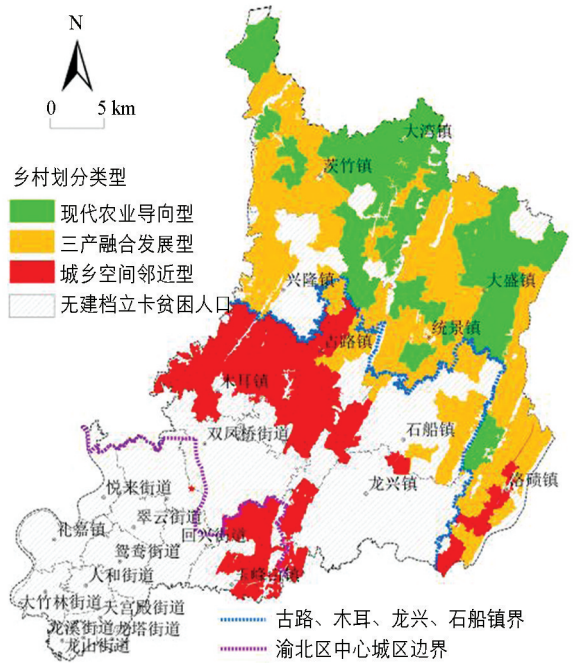 N
0 5 km
大湾镇
茨竹镇
乡村划分类型
现代农业导向型
三产融合发展型
城乡空间邻近型
无建档立卡贫困人口
兴隆镇
大盛镇
统景镇
古路镇
木耳镇
双凤桥街道
石船镇
悦来街道
龙兴镇
洛碛镇
翠云街道
礼嘉镇
回兴街道
鸳鸯街道
人和街道
玉峰山镇
大竹林街道
天宫殿街道
龙溪街道
龙塔街道
龙山街道
古路、木耳、龙兴、石船镇界
渝北区中心城区边界